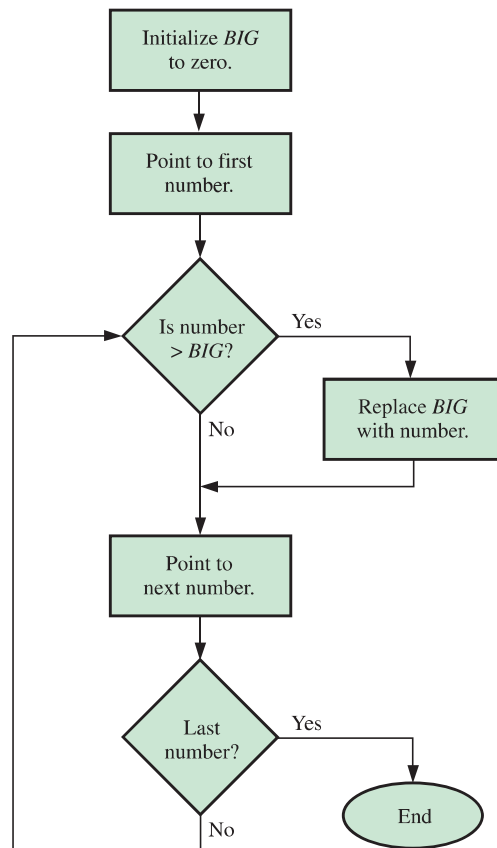 Initialize BIG
to zero.
Point to first
number.
Is number
> BIG?
Yes
Replace BIG
with number.
No
Point to
next number.
Last
number?
Yes
End
No